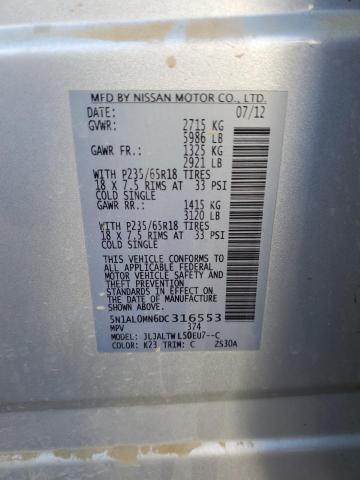 MFD BY NISSAN MOTOR CO., LTD.
DATE: 07/12
GVWR: 2715 KG
5986 LB
GAWR FR.: 1325 KG
2921 LB
WITH P235/65R18 TIRES
18 X 7.5 RIMS AT 33 PSI
COLD SINGLE
GAWR RR.: 1415 KG
3120 LB
WITH P235/65R18 TIRES
18 X 7.5 RIMS AT 33 PSI
COLD SINGLE
THIS VEHICLE CONFORMS TO
ALL APPLICABLE FEDERAL
MOTOR VEHICLE SAFETY AND
THEFT PREVENTION
STANDARDS IN EFFECT ON
THE DATE OF MANUFACTURE
SHOWN ABOVE.
5N1AL0MN6DC316553
MPV 374
MODEL: JLJALTWL50EU7--C
COLOR: K23 TRIM: C ZS30A